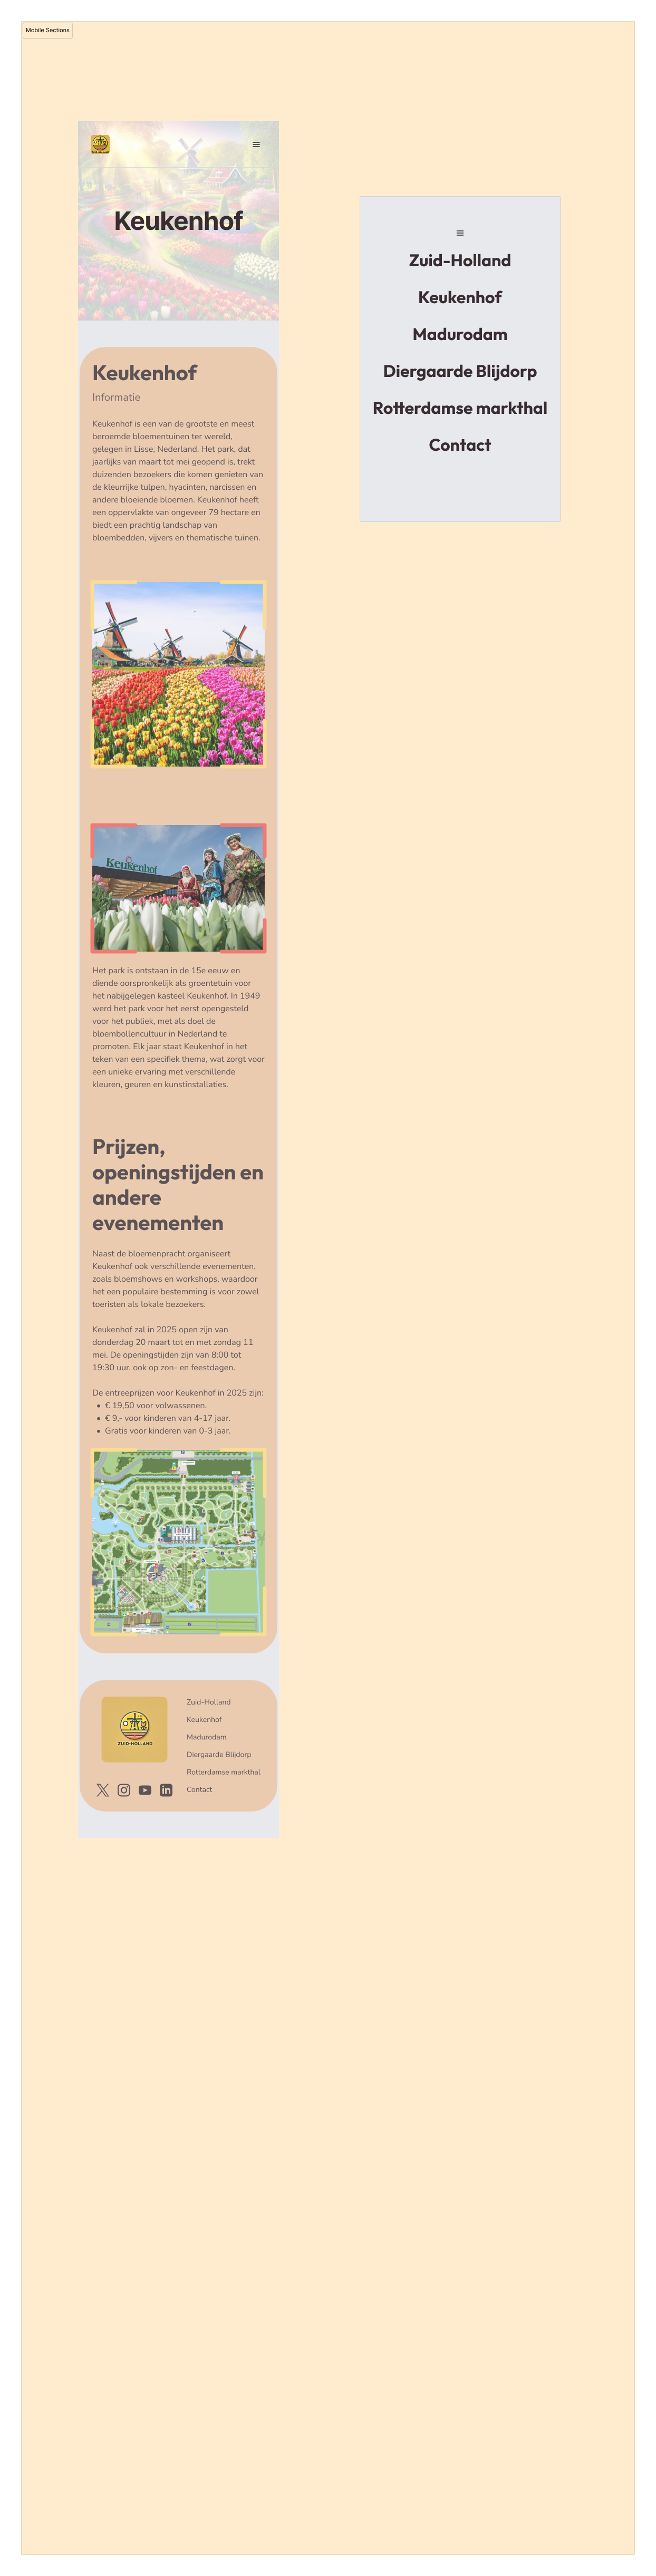 Mobile Sections
Keukenhof
Keukenhof
Informatie
Keukenhof is een van de grootste en meest
beroemde bloementuinen ter wereld,
gelegen in Lisse, Nederland. Het park, dat
jaarlijks van maart tot mei geopend is, trekt
duizenden bezoekers die komen genieten van
de kleurrijke tulpen, hyacinten, narcissen en
andere bloeiende bloemen. Keukenhof heeft
een oppervlakte van ongeveer 79 hectare en
biedt een prachtig landschap van
bloembedden, vijvers en thematische tuinen.
Keukenhof
Het park is ontstaan in de 15e eeuw en
diende oorspronkelijk als groentetuin voor
het nabijgelegen kasteel Keukenhof. In 1949
werd het park voor het eerst opengesteld
voor het publiek, met als doel de
bloembollencultuur in Nederland te
promoten. Elk jaar staat Keukenhof in het
teken van een specifiek thema, wat zorgt voor
een unieke ervaring met verschillende
kleuren, geuren en kunstinstallaties.
Prijzen,
openingstijden en
andere
evenementen
Naast de bloemenpracht organiseert
Keukenhof ook verschillende evenementen,
zoals bloemshows en workshops, waardoor
het een populaire bestemming is voor zowel
toeristen als lokale bezoekers.
Keukenhof zal in 2025 open zijn van
donderdag 20 maart tot en met zondag 11
mei. De openingstijden zijn van 8:00 tot
19:30 uur, ook op zon- en feestdagen.
De entreeprijzen voor Keukenhof in 2025 zijn:
• € 19,50 voor volwassenen.
• € 9,- voor kinderen van 4-17 jaar.
• Gratis voor kinderen van 0-3 jaar.
ZUID-HOLLAND
Zuid-Holland
Keukenhof
Madurodam
Diergaarde Blijdorp
Rotterdamse markthal
Contact
Zuid-Holland
Keukenhof
Madurodam
Diergaarde Blijdorp
Rotterdamse markthal
Contact